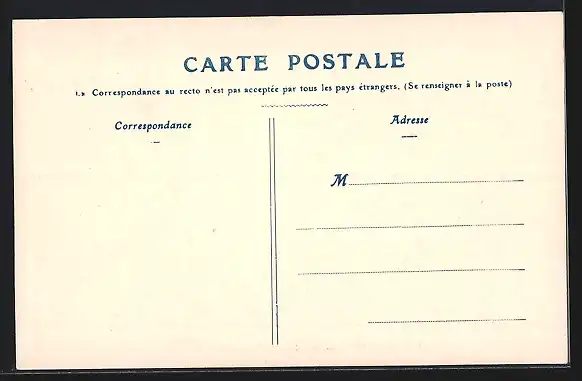 CARTE POSTALE
La Correspondance au recto n'est pas acceptée par tous les pays étrangers. (Se renseigner à la poste)
Correspondance
Adresse
M